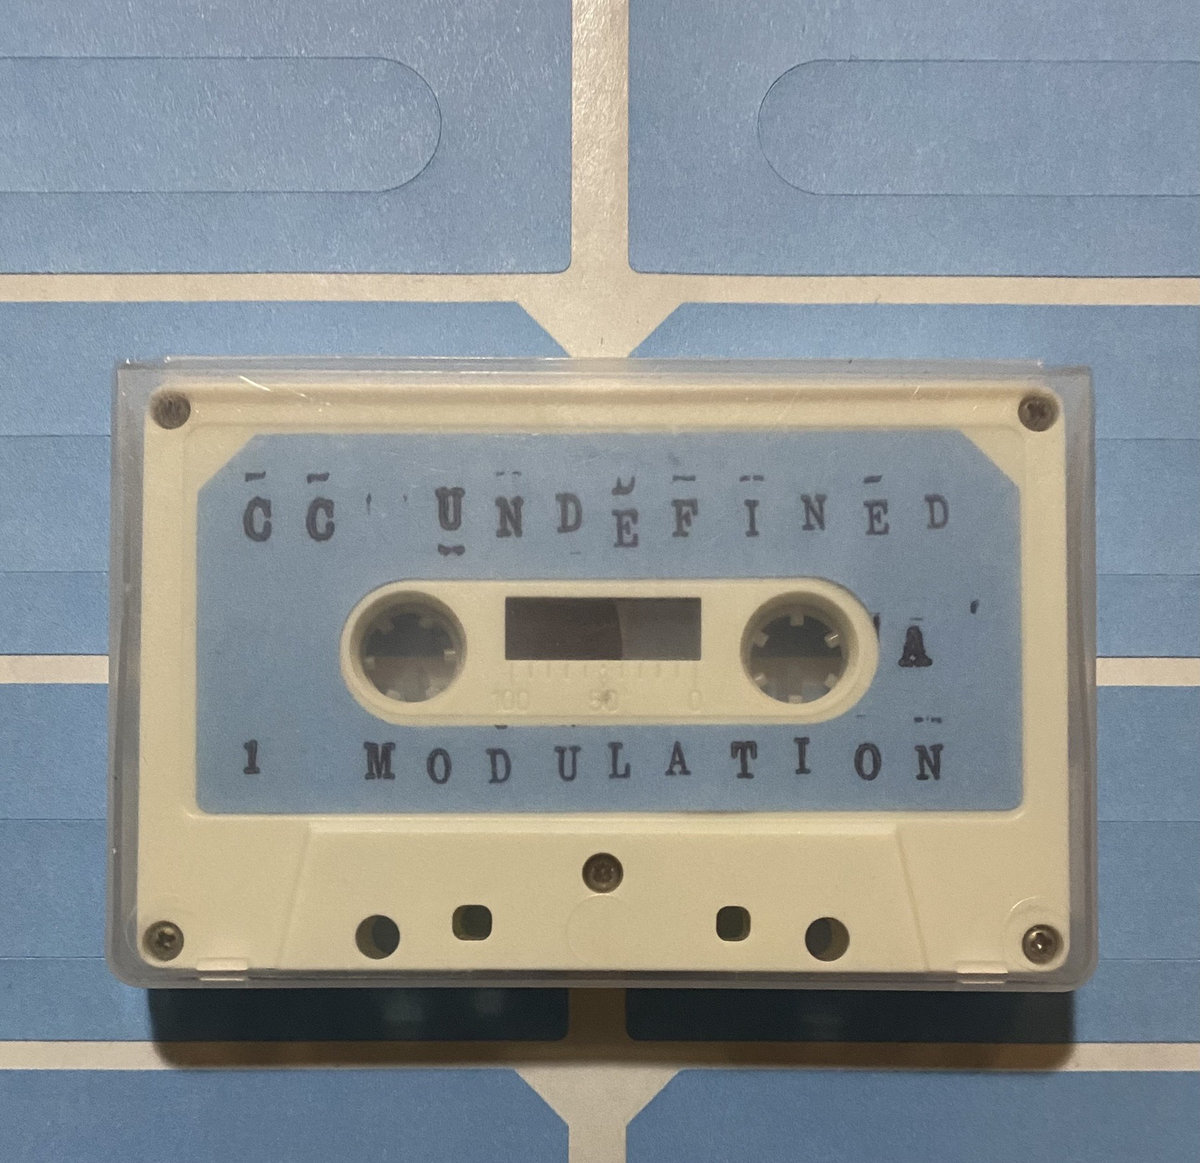 CC UNDEFINED
A
100 50 0
1 MODULATION